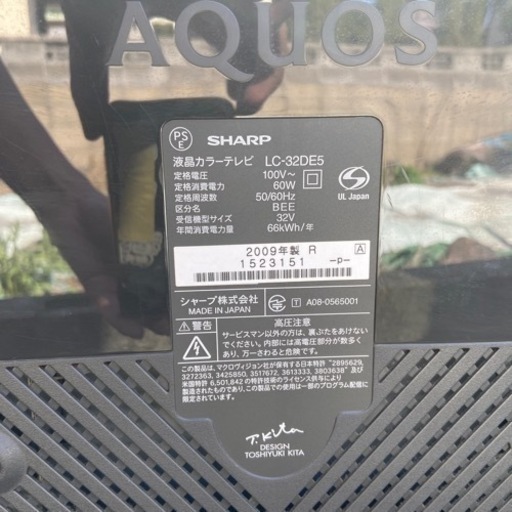 AQUOS
PS
E
SHARP
液晶カラーテレビ LC-32DE5
定格電圧 100V~
定格消費電力 60W
定格周波数 50/60Hz
区分名 BEE
受信機型サイズ 32V
年間消費電力量 66kWh/年
UL Japan
2009年製 R A
1523151 -p-
シャープ株式会社
MADE IN JAPAN
T A08-0565001
警告 高圧注意
サービスマン以外の方は、裏ぶたをあけない
でください。内部には高電圧部分が数多く
あり、万一さわると危険です。
この製品は、マクロヴィジョン社が保有する日本特許 "2895629,
3272363, 3425850, 3517672, 3613333, 3803638 及び
米国特許 6,501,842 の特許技術のライセンス供与により
製造されました。この製品での使用は一部のプログラム配信に
限られています。
T.Kita
DESIGN
TOSHIYUKI KITA